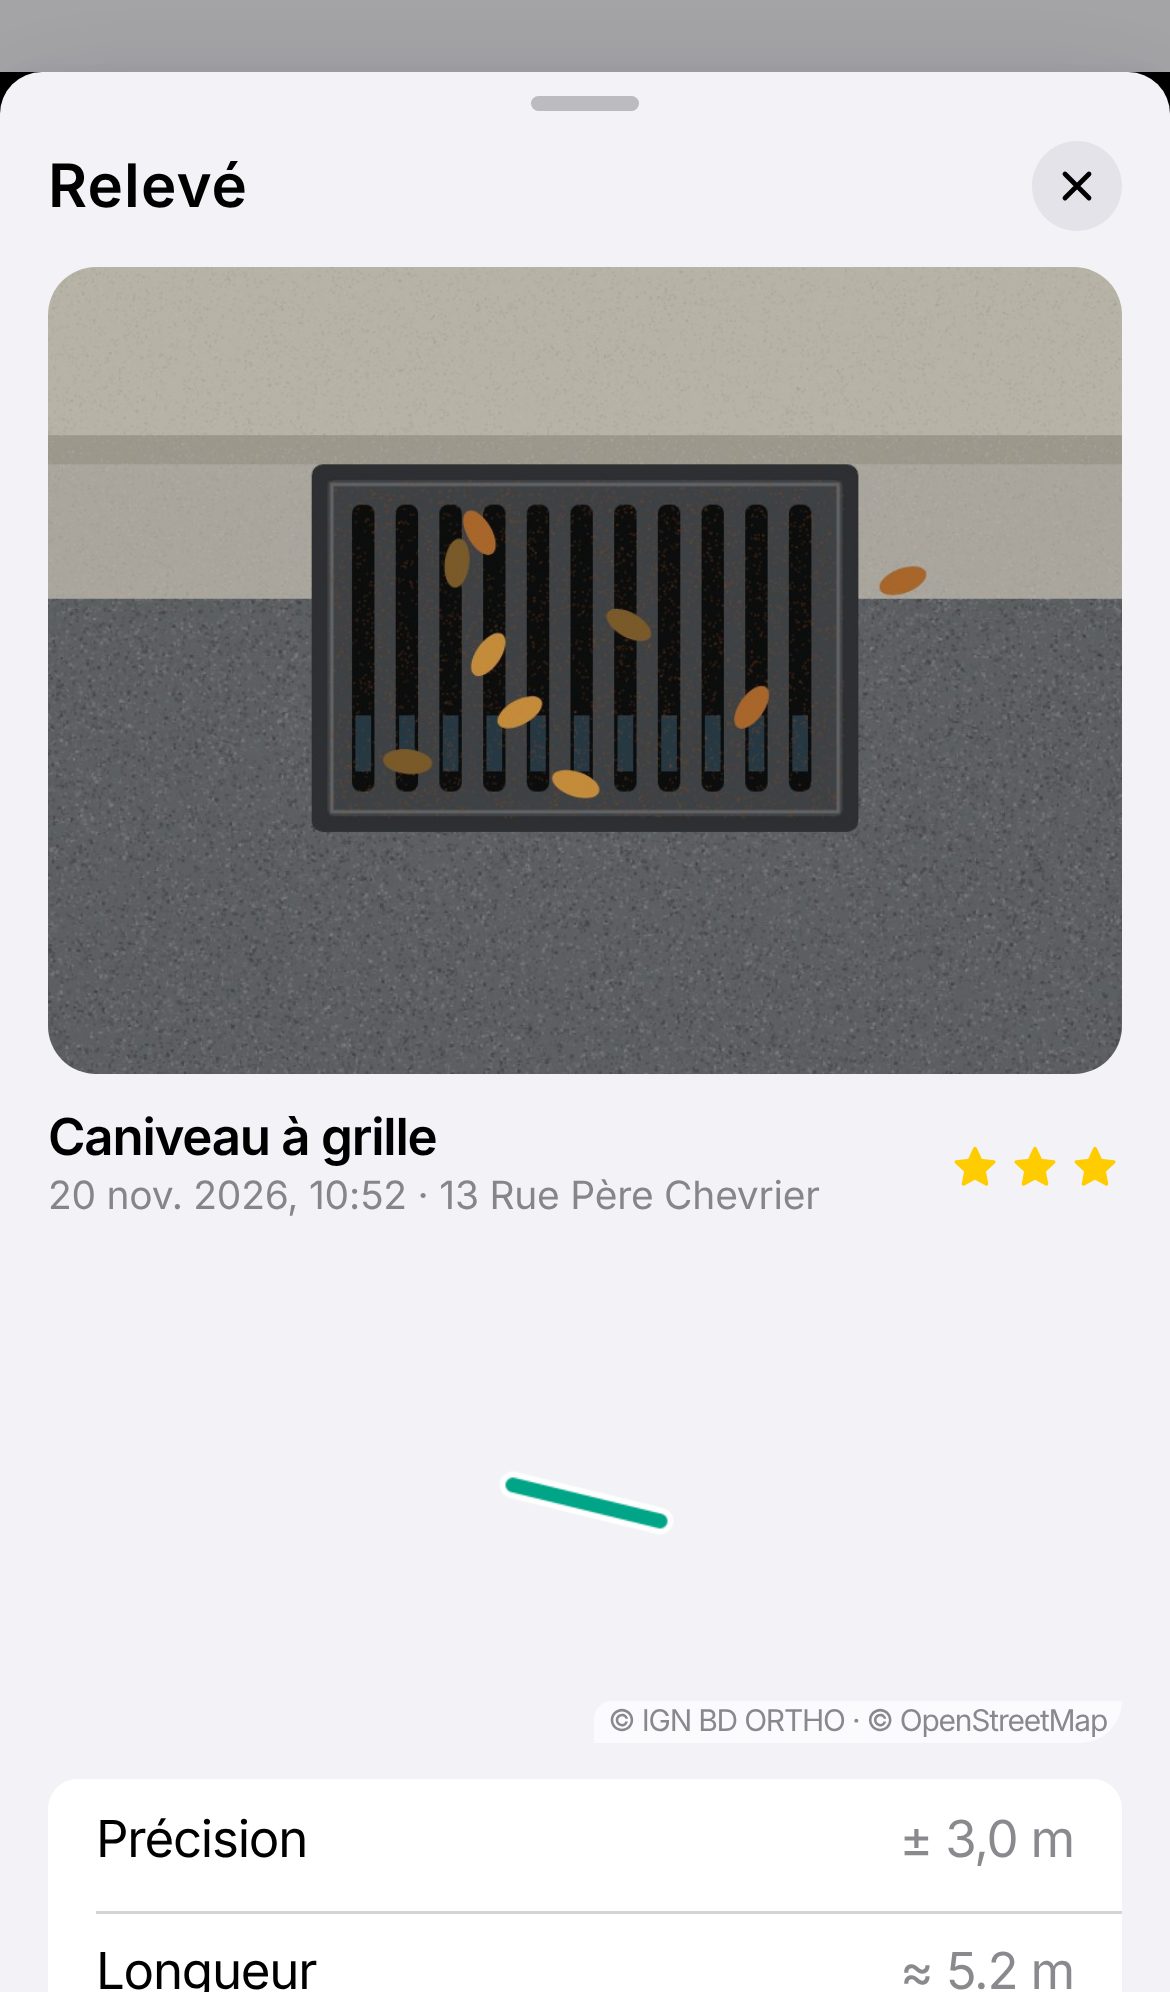 Relevé
Caniveau à grille
20 nov. 2026, 10:52 · 13 Rue Père Chevrier
© IGN BD ORTHO · © OpenStreetMap
Précision
± 3,0 m
Longueur
≈ 5.2 m